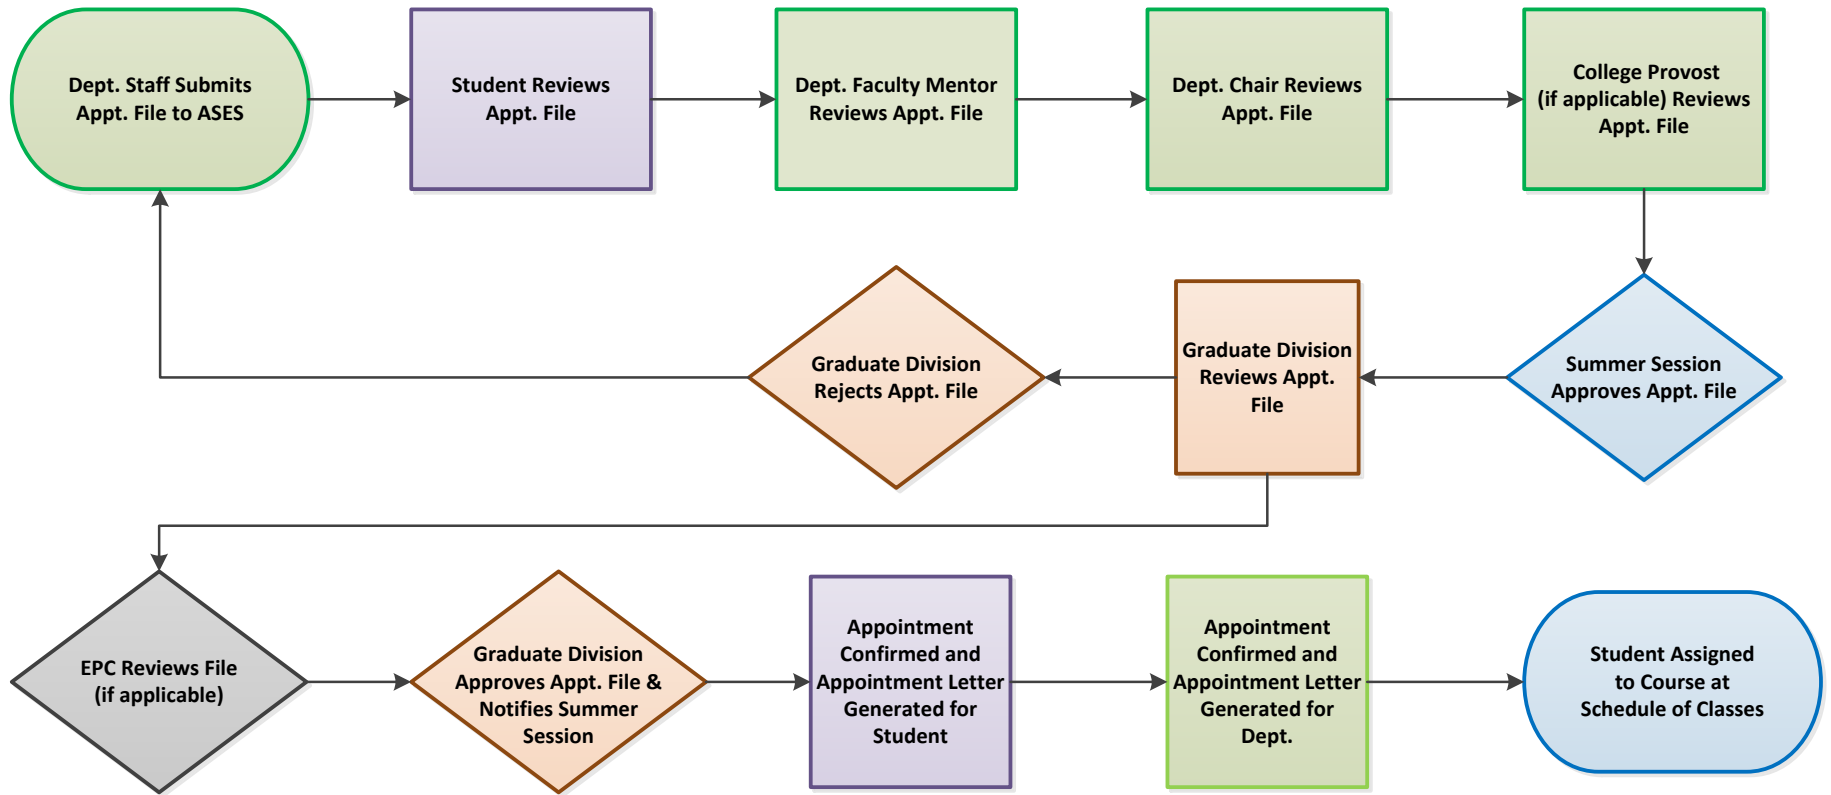 Dept. Staff Submits
Appt. File to ASES
Student Reviews
Appt. File
Dept. Faculty Mentor
Reviews Appt. File
Dept. Chair Reviews
Appt. File
College Provost
(if applicable) Reviews
Appt. File
Graduate Division
Rejects Appt. File
Graduate Division
Reviews Appt.
File
Summer Session
Approves Appt. File
EPC Reviews File
(if applicable)
Graduate Division
Approves Appt. File &
Notifies Summer
Session
Appointment
Confirmed and
Appointment Letter
Generated for
Student
Appointment
Confirmed and
Appointment Letter
Generated for
Dept.
Student Assigned
to Course at
Schedule of Classes